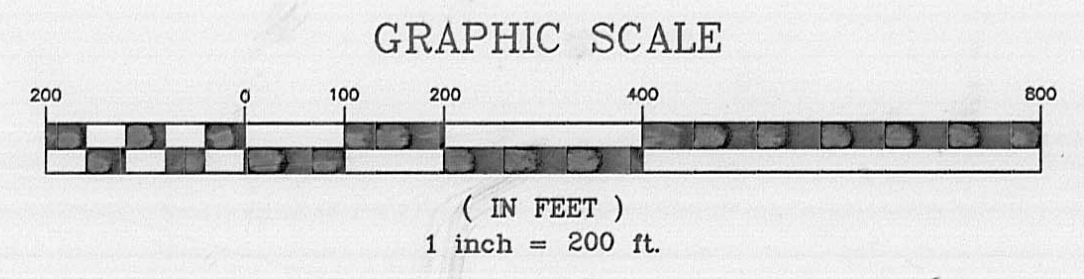 GRAPHIC SCALE
200 0 100 200 400 800
( IN FEET )
1 inch = 200 ft.